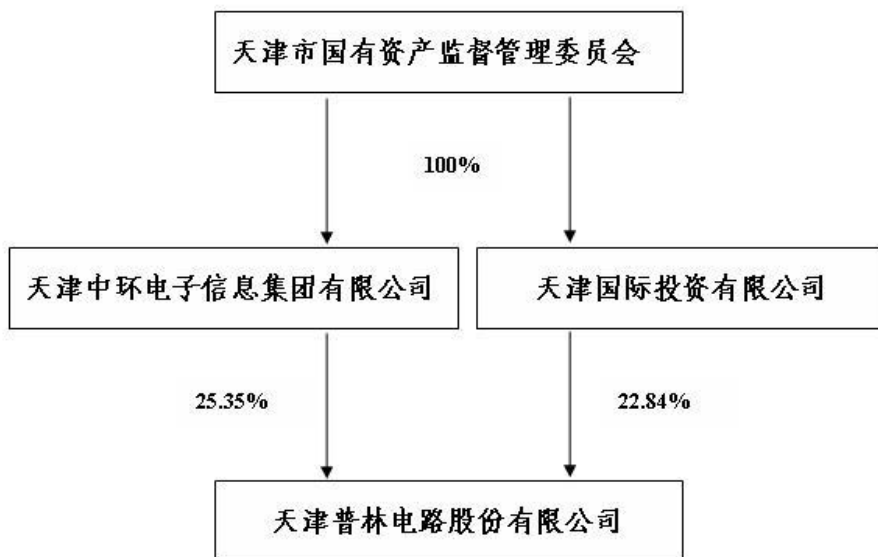 天津市国有资产监督管理委员会
100%
天津中环电子信息集团有限公司
天津国际投资有限公司
25.35%
22.84%
天津普林电路股份有限公司